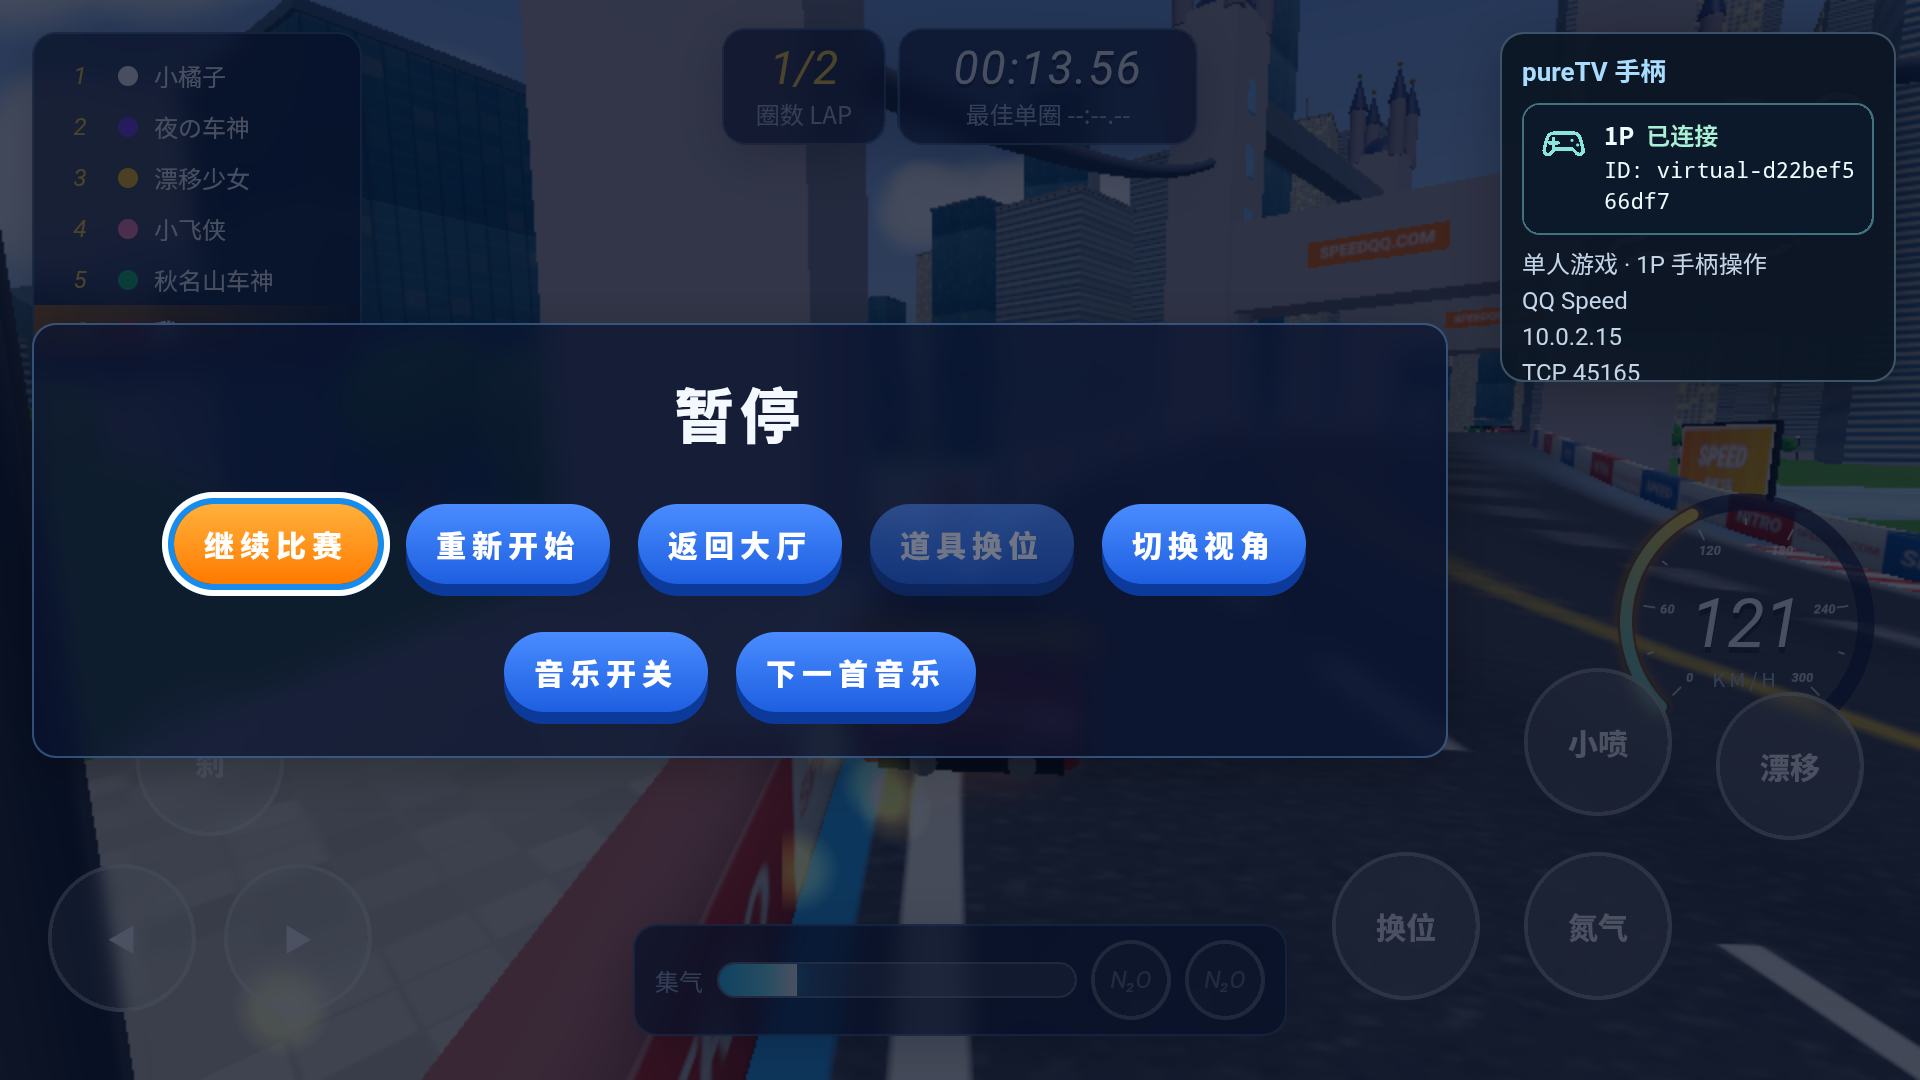 1 小橘子
2 夜の车神
3 漂移少女
4 小飞侠
5 秋名山车神
1/2
圈数 LAP
00:13.56
最佳单圈 --:--.--
SPEEDQQ.COM
pureTV 手柄
1P 已连接
ID: virtual-d22bef5
66df7
单人游戏 · 1P 手柄操作
QQ Speed
10.0.2.15
TCP 45165
暂停
继续比赛
重新开始
返回大厅
道具换位
切换视角
音乐开关
下一首音乐
SPEED
SPEED
NITRO
0
60
120
180
240
300
121
KM/H
刹
◀
▶
小喷
漂移
换位
氮气
集气
N₂O
N₂O